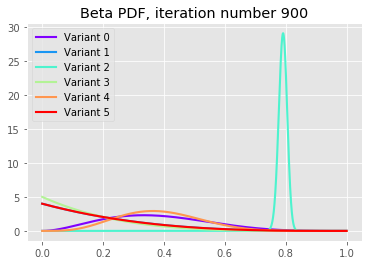 Beta PDF, iteration number 900
30
25
20
15
10
5
0
Variant 0
Variant 1
Variant 2
Variant 3
Variant 4
Variant 5
0.0 0.2 0.4 0.6 0.8 1.0